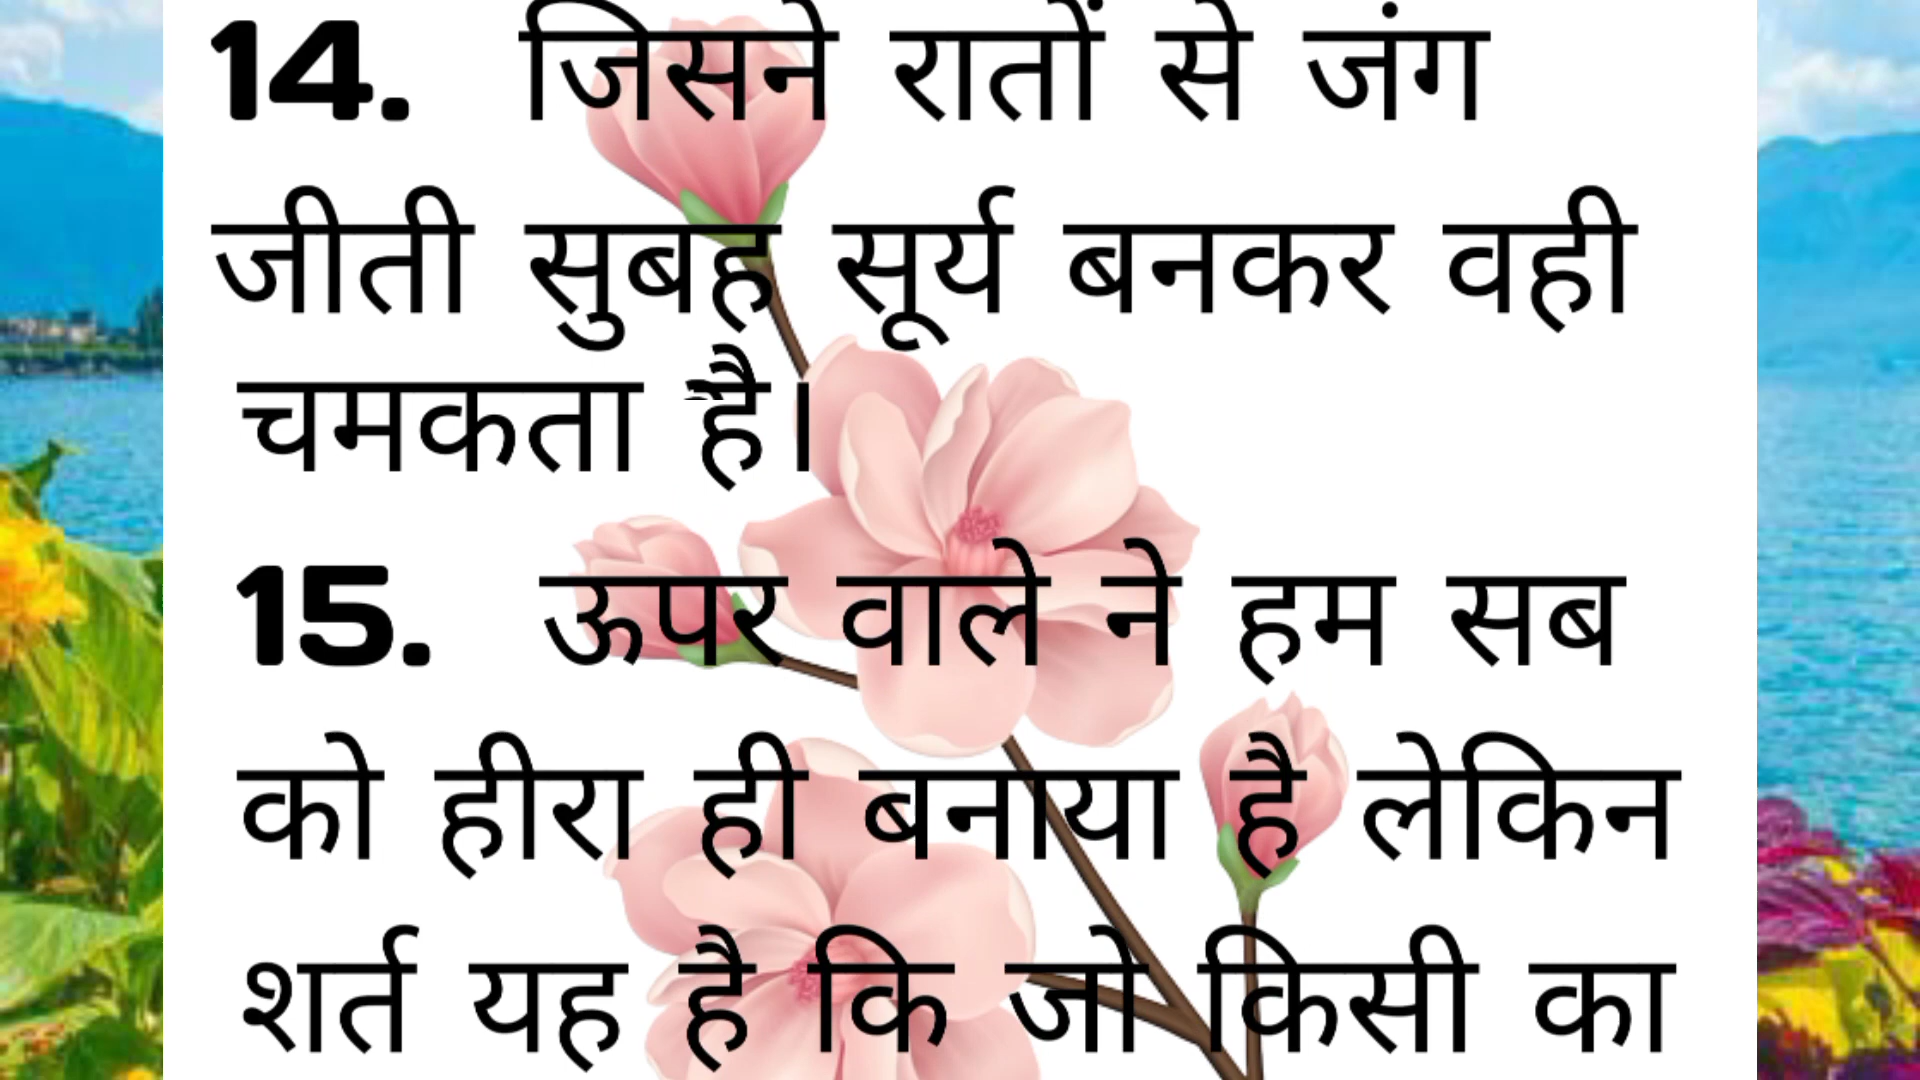 14. जिसने रातों से जंग
जीती सुबह सूर्य बनकर वही
चमकता है।
15. ऊपर वाले ने हम सब
को हीरा ही बनाया है लेकिन
शर्त यह है कि जो किसी का